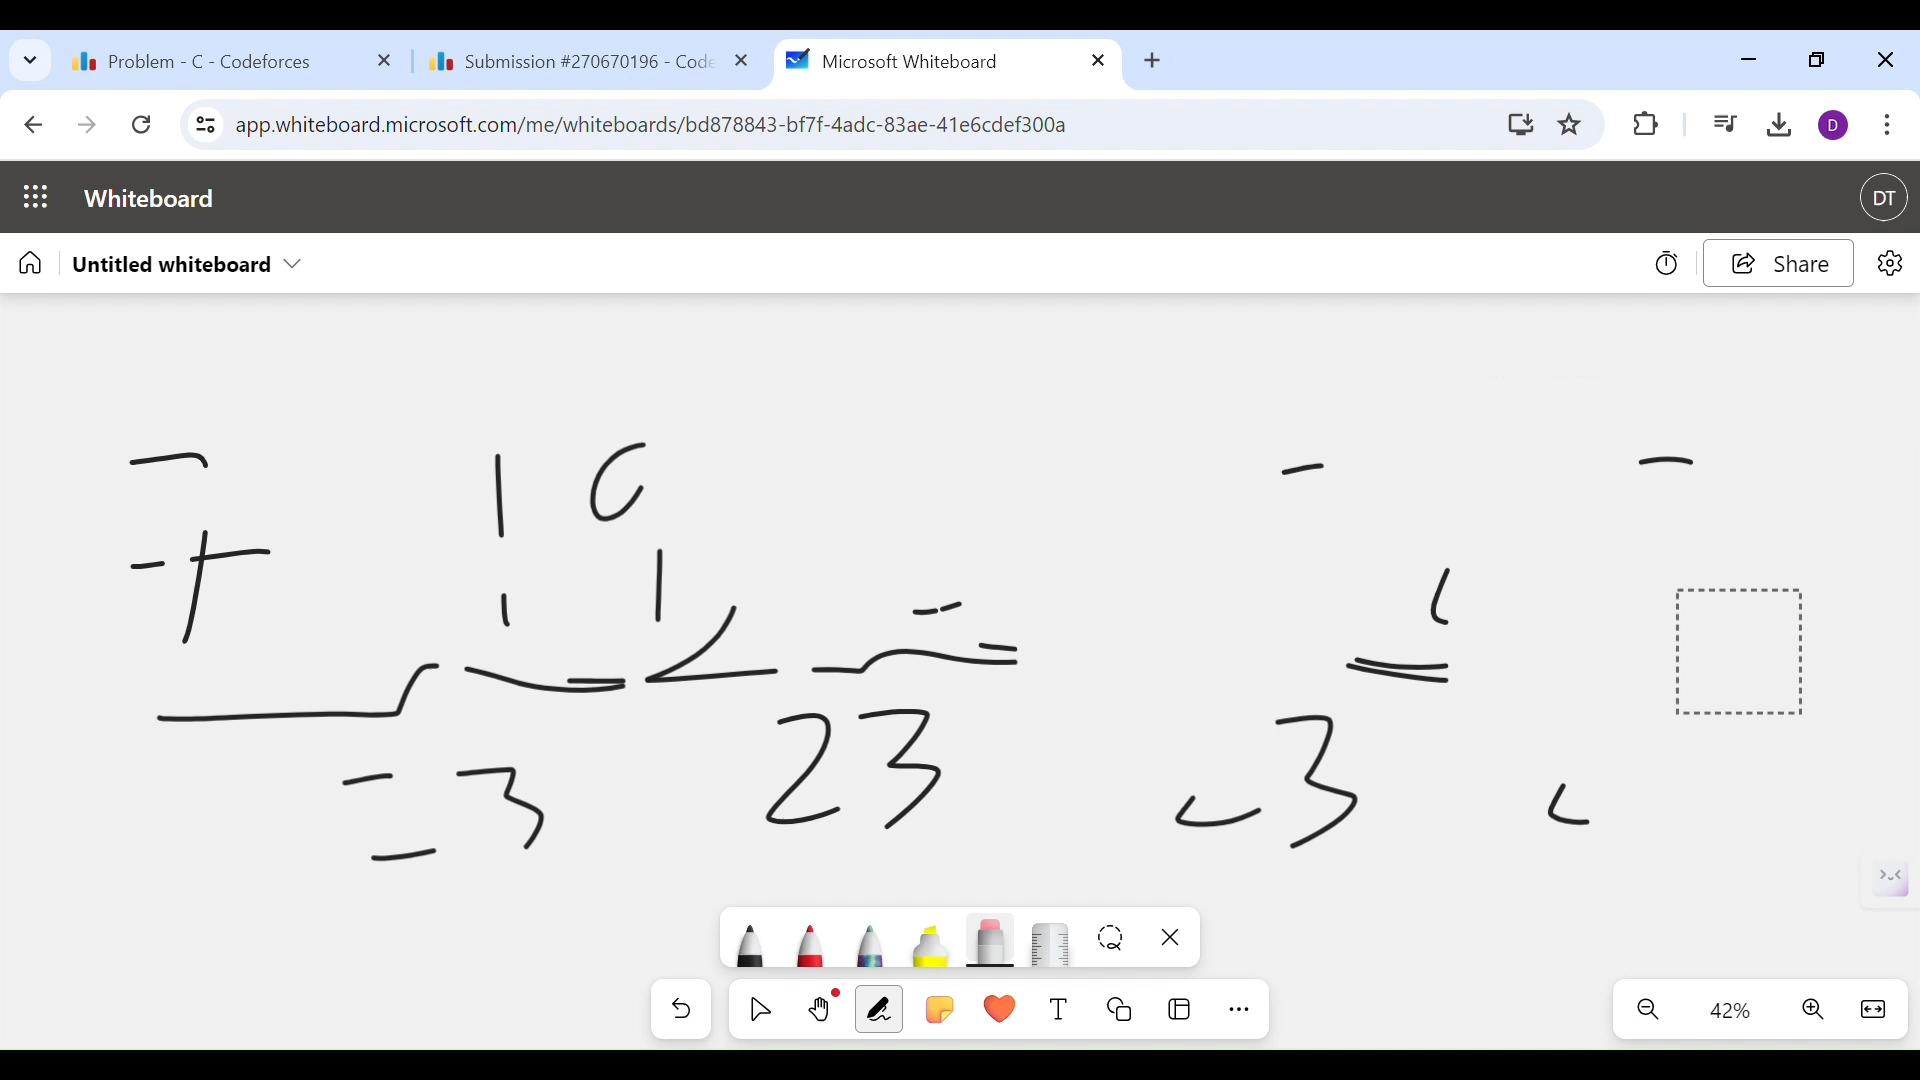 Problem - C - Codeforces
Submission #270670196 - Code
Microsoft Whiteboard
app.whiteboard.microsoft.com/me/whiteboards/bd878843-bf7f-4adc-83ae-41e6cdef300a
D
Whiteboard
DT
Untitled whiteboard
Share
3
23
3
T
42%